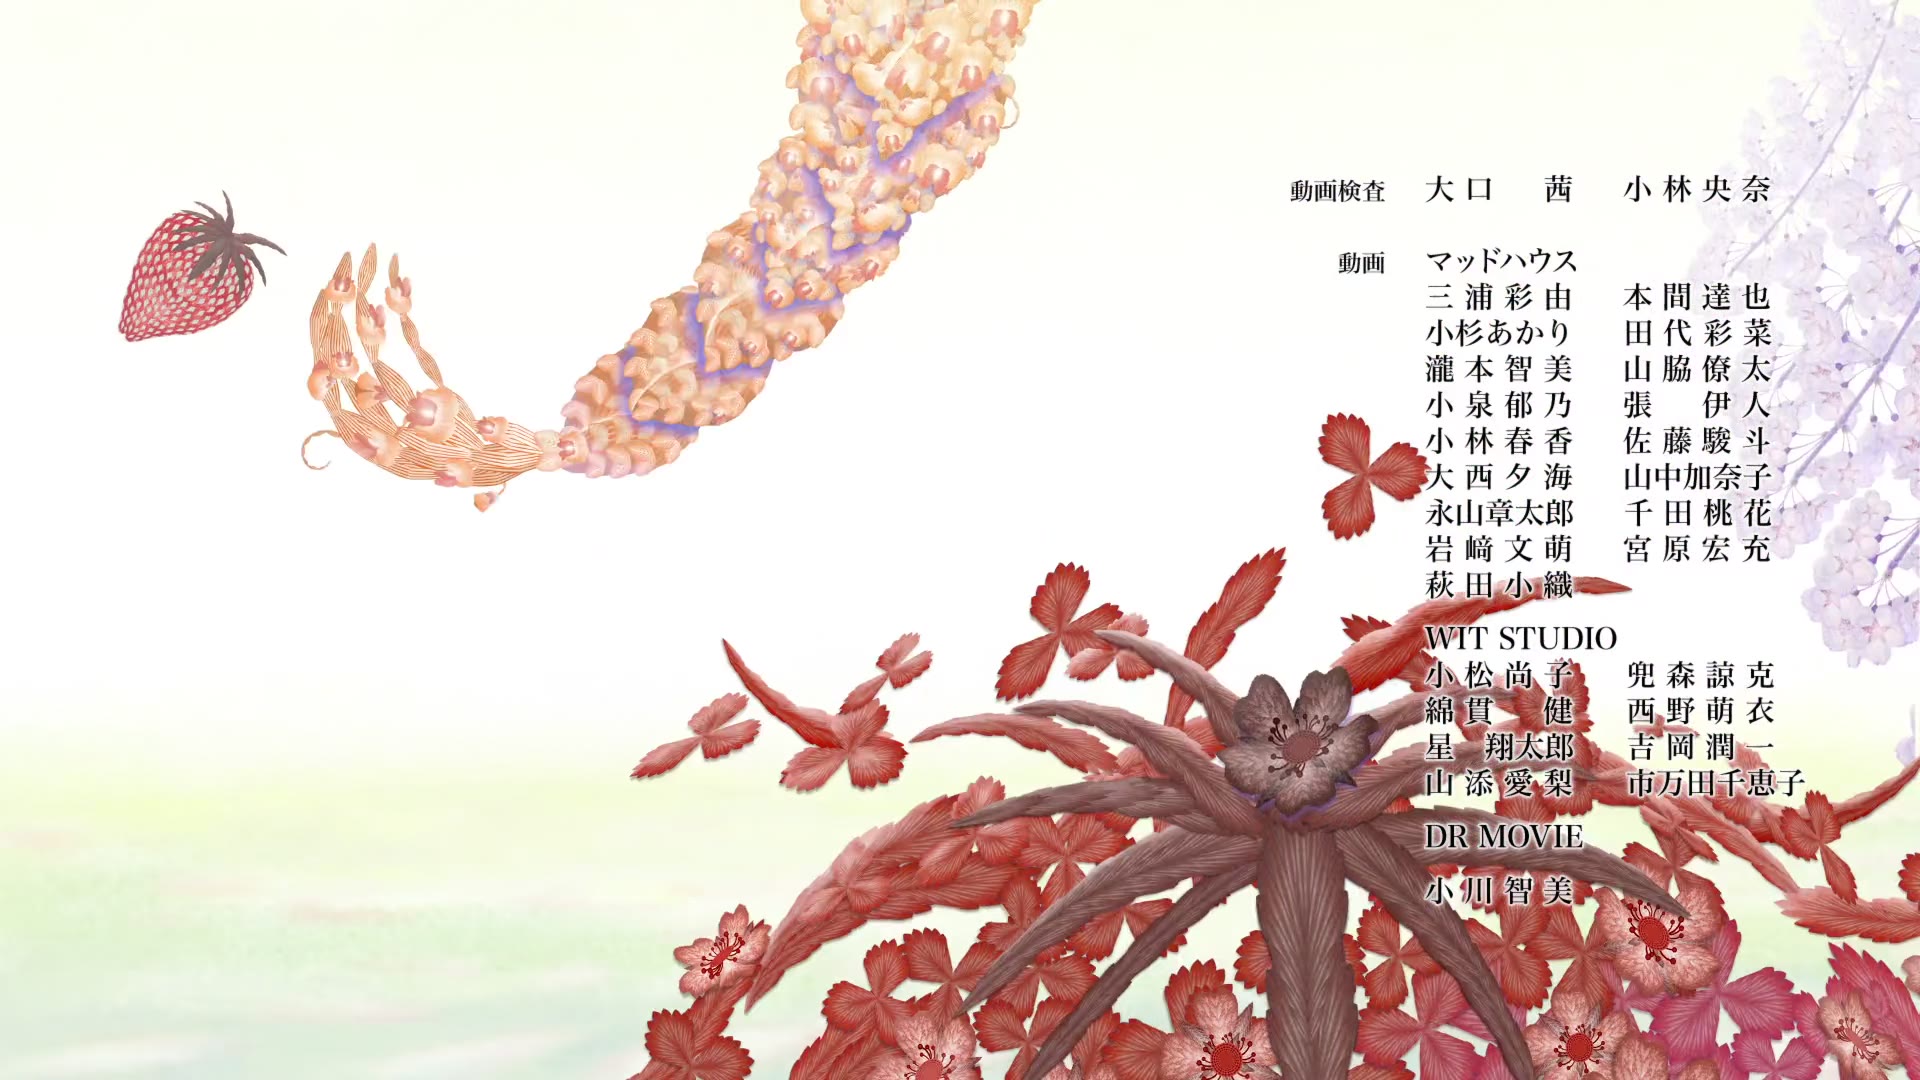 動画検査 大口 茜 小林央奈
動画 マッドハウス
三浦彩由 本間達也
小杉あかり 田代彩菜
瀧本智美 山脇僚太
小泉郁乃 張 伊人
小林春香 佐藤駿斗
大西夕海 山中加奈子
永山章太郎 千田桃花
岩﨑文萌 宮原宏充
萩田小織
WIT STUDIO
小松尚子 兜森諒克
綿貫 健 西野萌衣
星 翔太郎 吉岡潤一
山添愛梨 市万田千恵子
DR MOVIE
小川智美